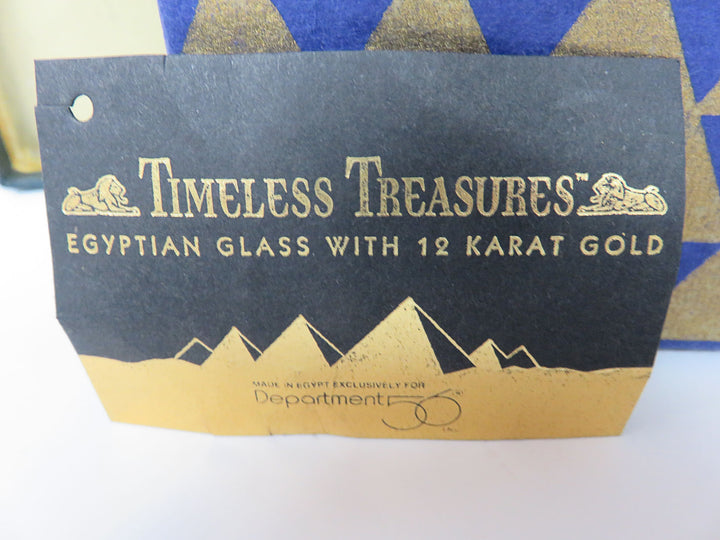 TIMELESS TREASURES™
EGYPTIAN GLASS WITH 12 KARAT GOLD
MADE IN EGYPT EXCLUSIVELY FOR
Department 56